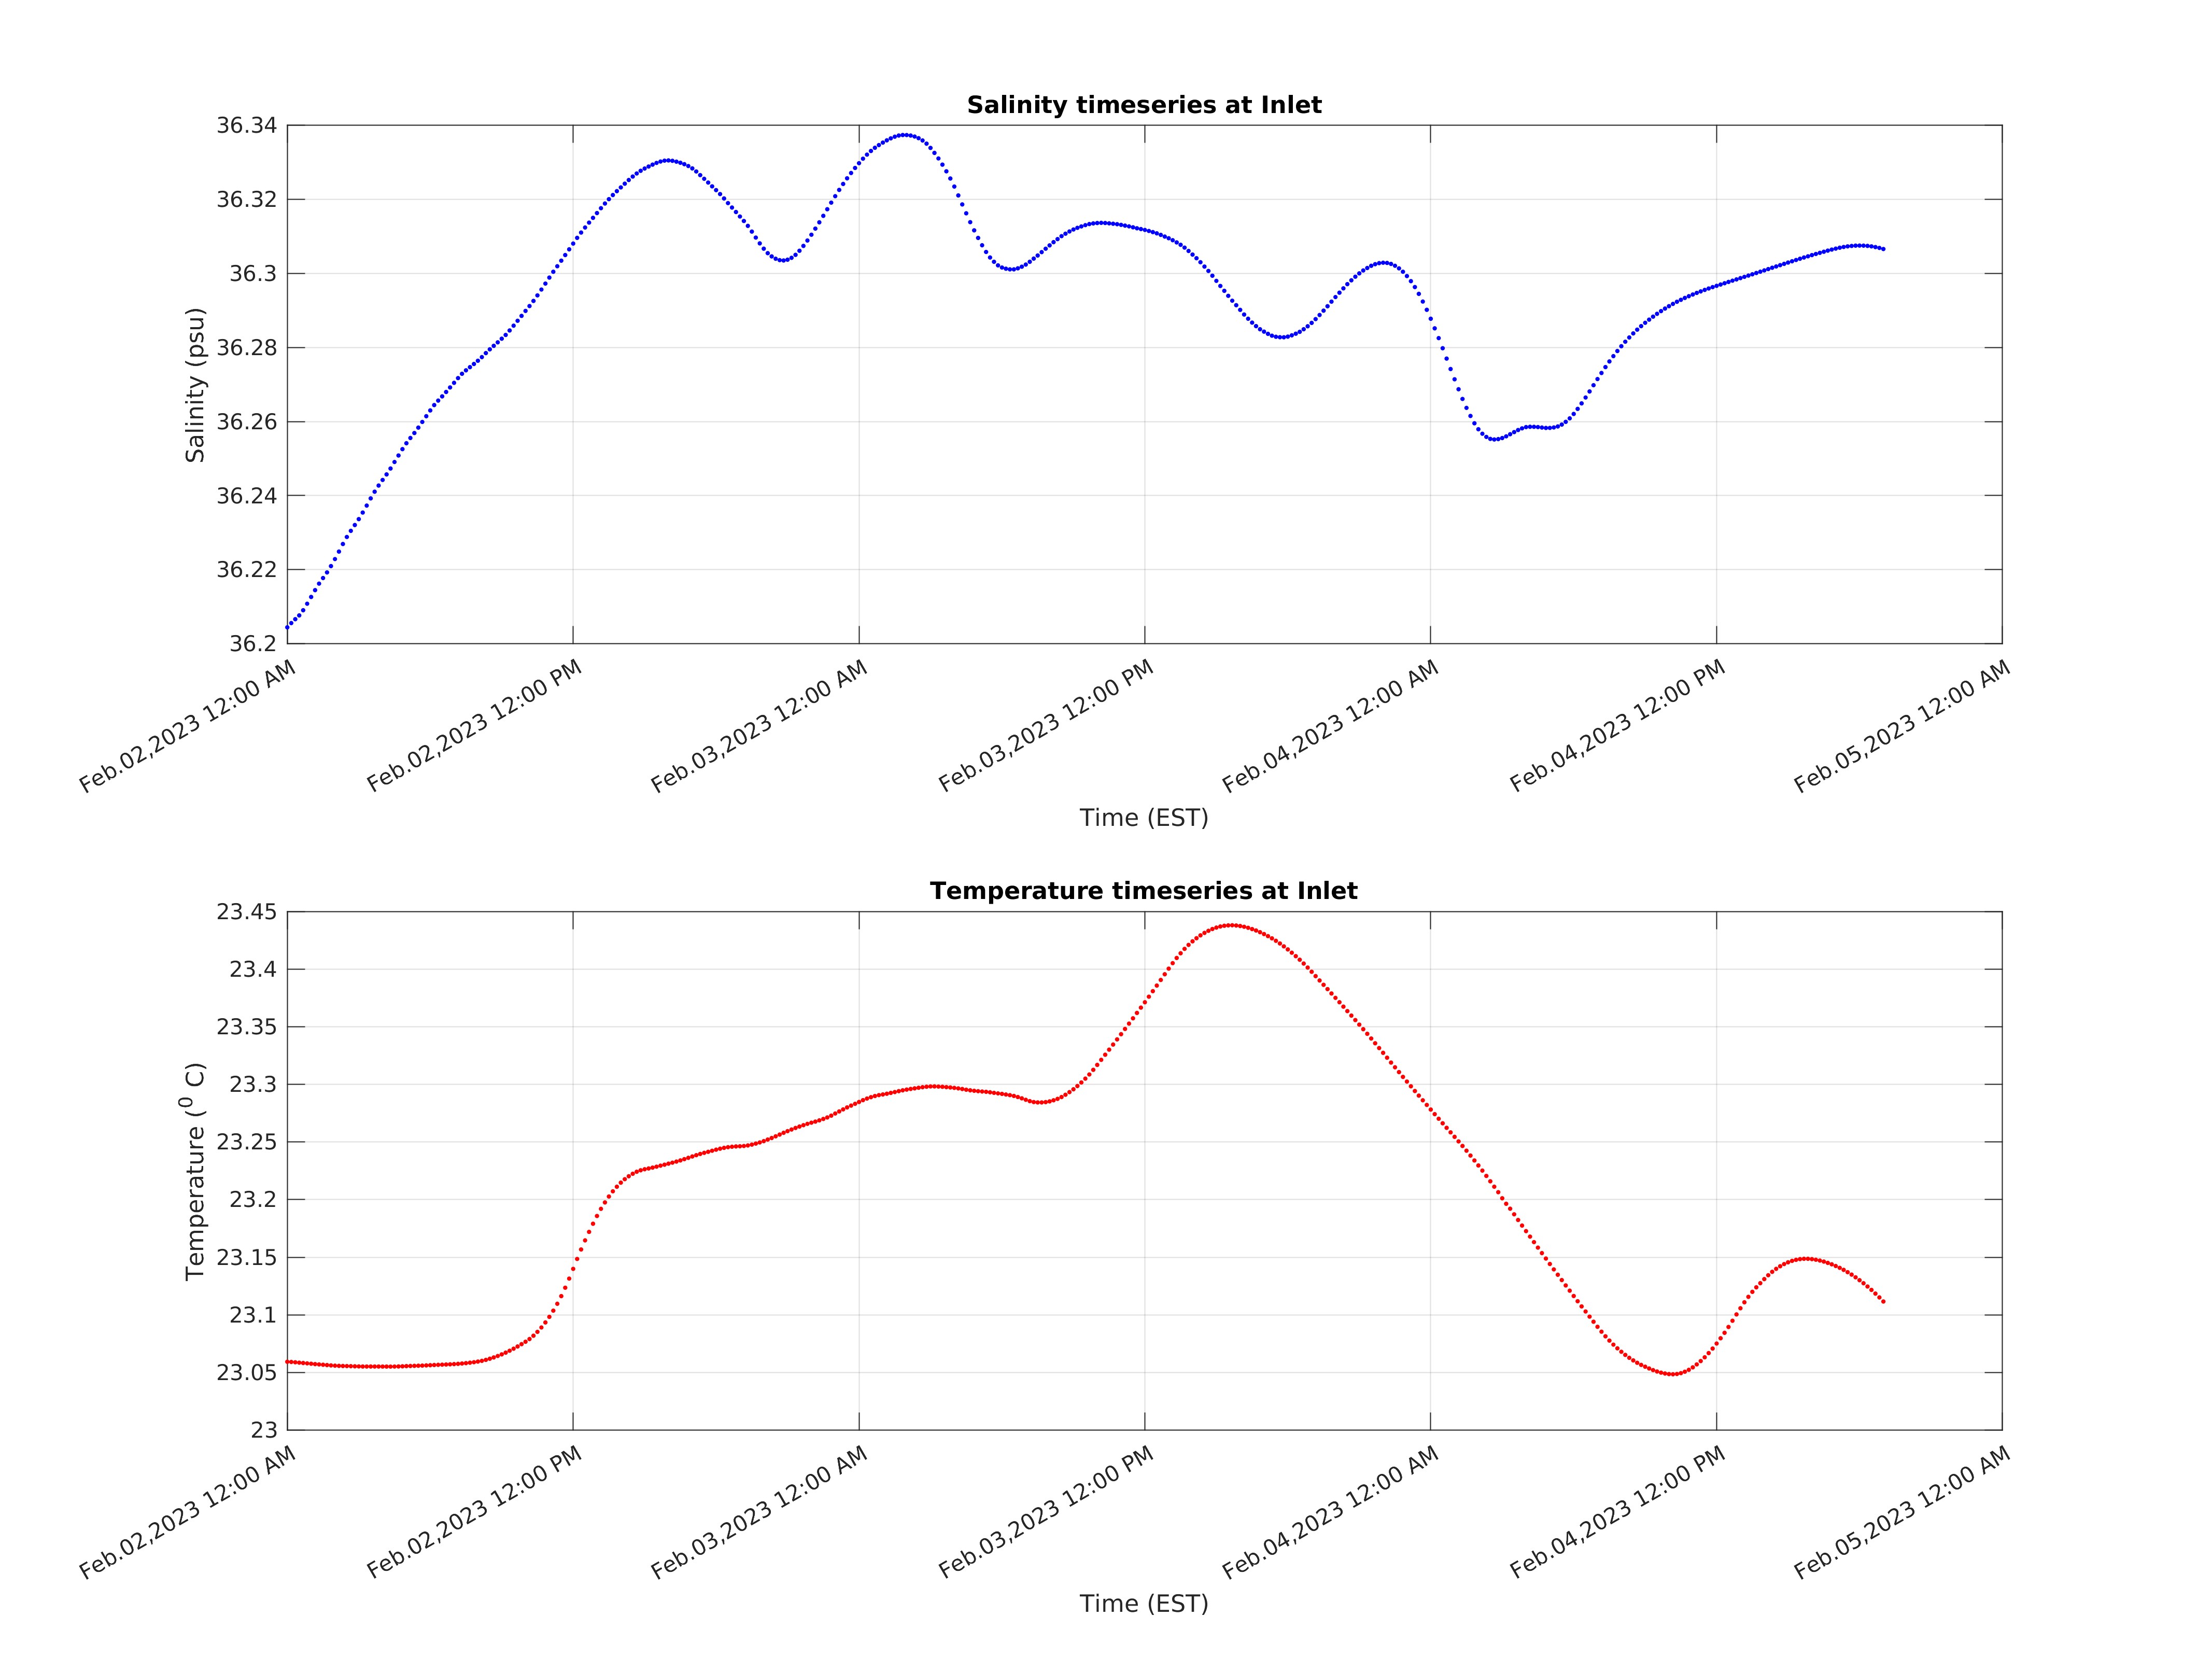 Salinity timeseries at Inlet
36.34
36.32
36.3
36.28
36.26
36.24
36.22
36.2
Salinity (psu)
Feb.02,2023 12:00 AM
Feb.02,2023 12:00 PM
Feb.03,2023 12:00 AM
Feb.03,2023 12:00 PM
Feb.04,2023 12:00 AM
Feb.04,2023 12:00 PM
Feb.05,2023 12:00 AM
Time (EST)
Temperature timeseries at Inlet
23.45
23.4
23.35
23.3
23.25
23.2
23.15
23.1
23.05
23
Temperature (⁰ C)
Feb.02,2023 12:00 AM
Feb.02,2023 12:00 PM
Feb.03,2023 12:00 AM
Feb.03,2023 12:00 PM
Feb.04,2023 12:00 AM
Feb.04,2023 12:00 PM
Feb.05,2023 12:00 AM
Time (EST)